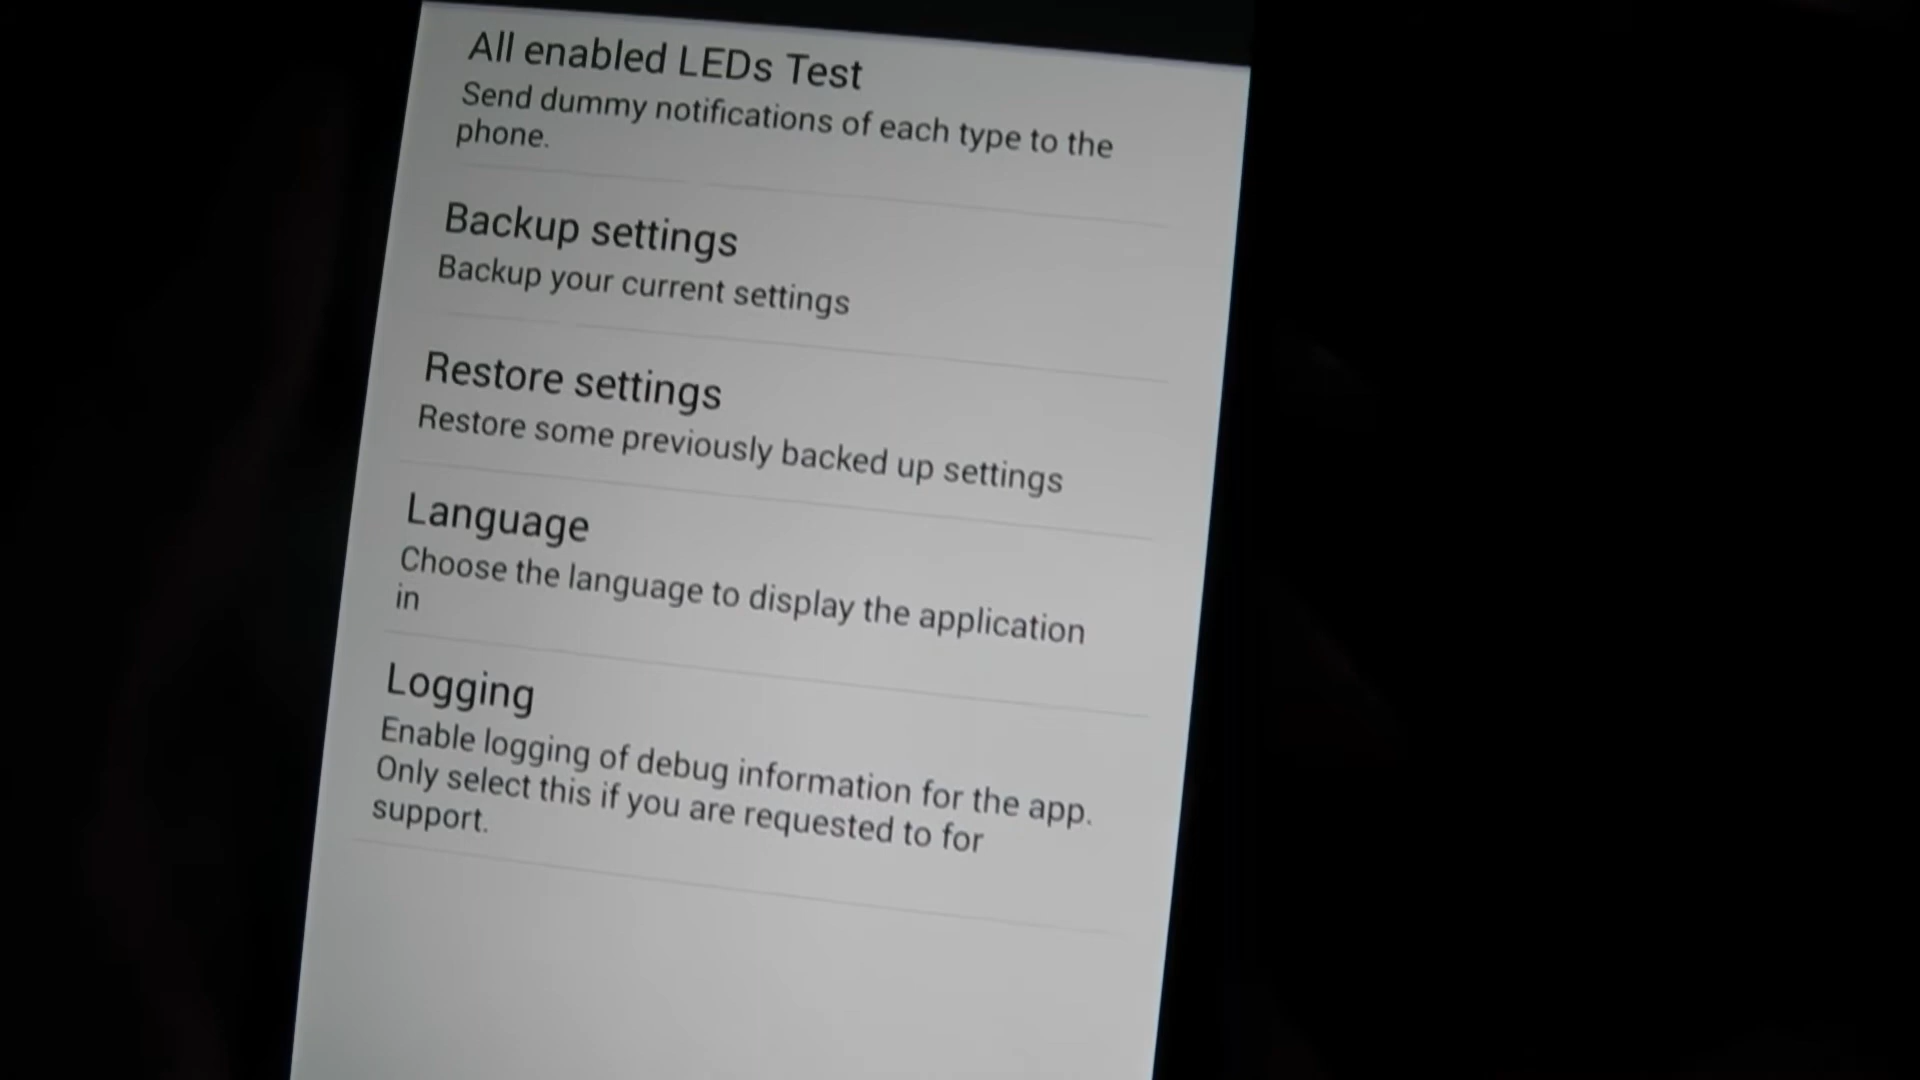 All enabled LEDs Test
Send dummy notifications of each type to the
phone.
Backup settings
Backup your current settings
Restore settings
Restore some previously backed up settings
Language
Choose the language to display the application
in
Logging
Enable logging of debug information for the app.
Only select this if you are requested to for
support.